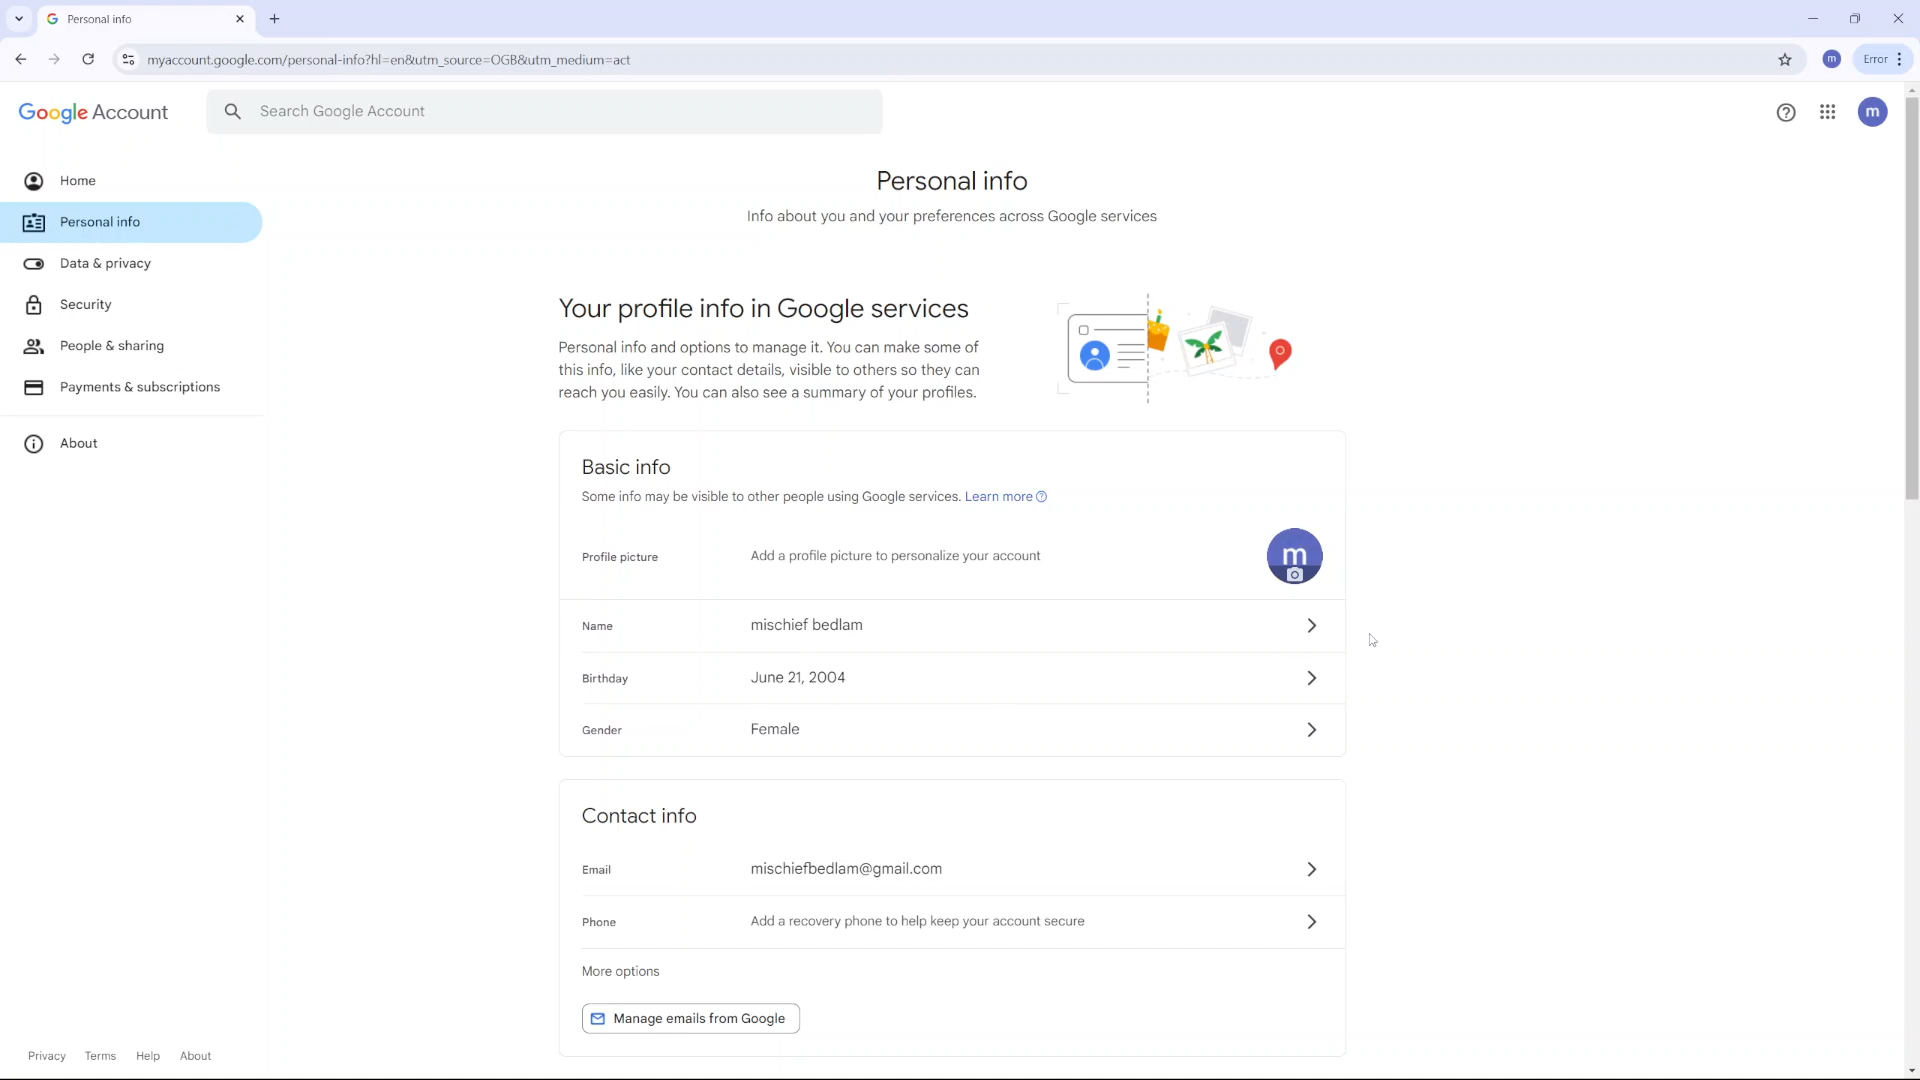 Personal info
myaccount.google.com/personal-info?hl=en&utm_source=OGB&utm_medium=act
m
Error
Google Account
Search Google Account
m
Home
Personal info
Data & privacy
Security
People & sharing
Payments & subscriptions
About
Personal info
Info about you and your preferences across Google services
Your profile info in Google services
Personal info and options to manage it. You can make some of
this info, like your contact details, visible to others so they can
reach you easily. You can also see a summary of your profiles.
Basic info
Some info may be visible to other people using Google services. Learn more
Profile picture Add a profile picture to personalize your account
m
Name mischief bedlam
Birthday June 21, 2004
Gender Female
Contact info
Email mischiefbedlam@gmail.com
Phone Add a recovery phone to help keep your account secure
More options
Manage emails from Google
Privacy Terms Help About